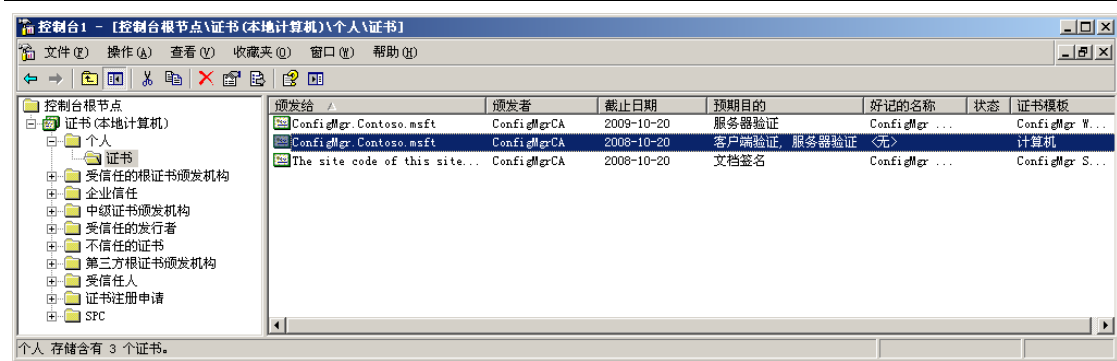 控制台1 - [控制台根节点\证书(本地计算机)\个人\证书]
文件(F) 操作(A) 查看(V) 收藏夹(O) 窗口(W) 帮助(H)
控制台根节点
证书(本地计算机)
个人
证书
受信任的根证书颁发机构
企业信任
中级证书颁发机构
受信任的发行者
不信任的证书
第三方根证书颁发机构
受信任人
证书注册申请
SPC
颁发给 颁发者 截止日期 预期目的 好记的名称 状态 证书模板
ConfigMgr.Contoso.msft ConfigMgrCA 2009-10-20 服务器验证 ConfigMgr ... ConfigMgr W...
ConfigMgr.Contoso.msft ConfigMgrCA 2008-10-20 客户端验证, 服务器验证 <无> 计算机
The site code of this site... ConfigMgrCA 2008-10-20 文档签名 ConfigMgr ... ConfigMgr S...
个人 存储含有 3 个证书。